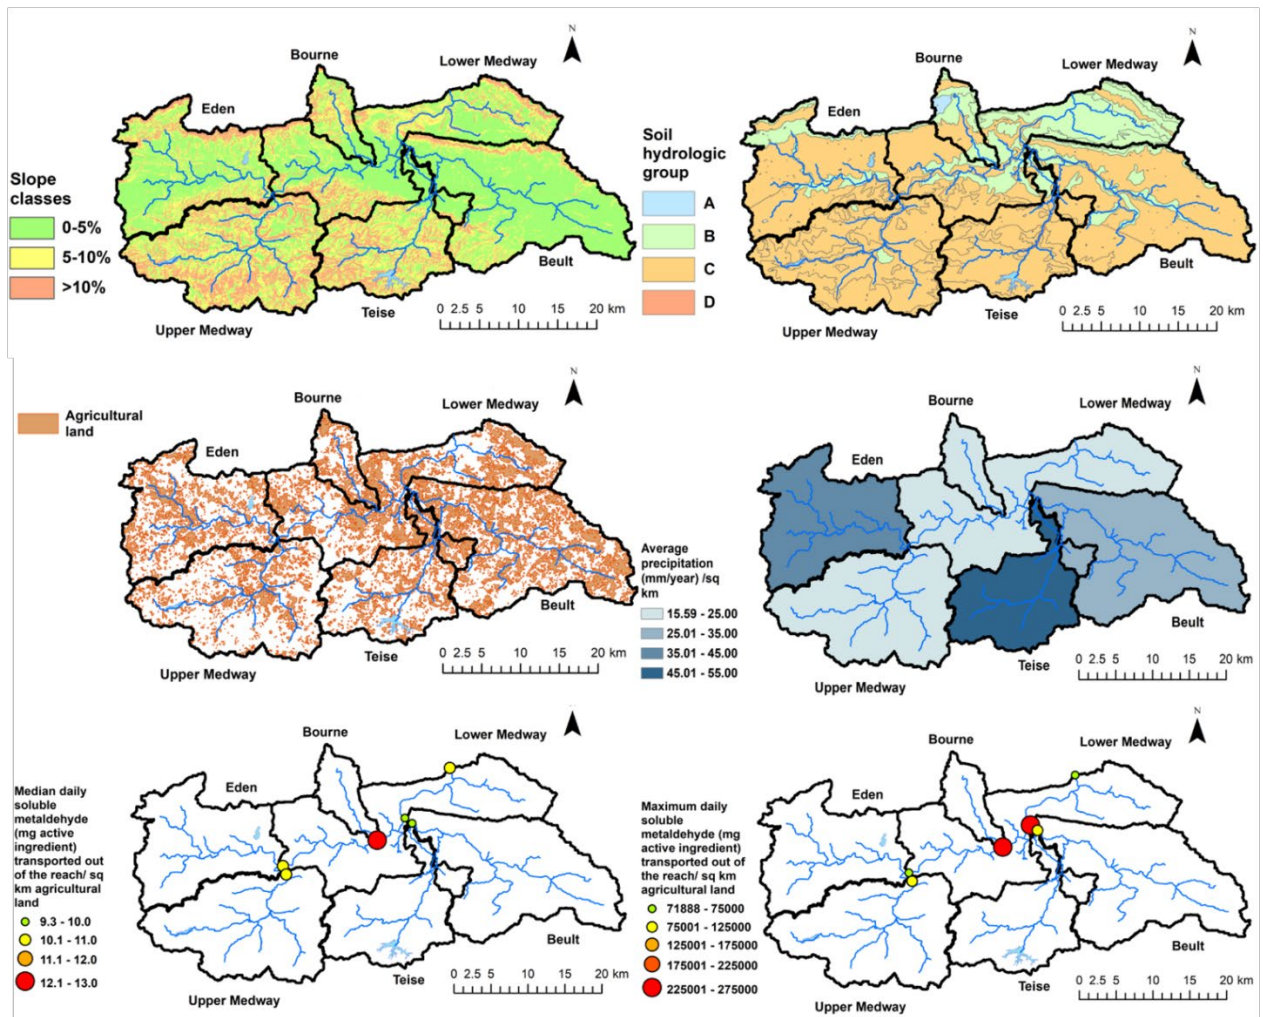 N
Bourne
Lower Medway
Eden
Slope
classes
0-5%
5-10%
>10%
Beult
Teise
Upper Medway
0 2.5 5 10 15 20 km
N
Bourne
Lower Medway
Eden
Soil
hydrologic
group
A
B
C
D
Beult
Teise
Upper Medway
0 2.5 5 10 15 20 km
N
Agricultural
land
Bourne
Lower Medway
Eden
Beult
Teise
Upper Medway
0 2.5 5 10 15 20 km
N
Bourne
Lower Medway
Eden
Average
precipitation
(mm/year) /sq
km
15.59 - 25.00
25.01 - 35.00
35.01 - 45.00
45.01 - 55.00
Beult
Teise
Upper Medway
0 2.5 5 10 15 20 km
Bourne
Lower Medway
Eden
Median daily
soluble
metaldehyde
(mg active
ingredient)
transported out
of the reach/ sq
km agricultural
land
9.3 - 10.0
10.1 - 11.0
11.1 - 12.0
12.1 - 13.0
Beult
Teise
Upper Medway
0 2.5 5 10 15 20 km
N
Bourne
Lower Medway
Eden
Maximum daily
soluble
metaldehyde (mg
active ingredient)
transported out of
the reach/ sq km
agricultural land
71888 - 75000
75001 - 125000
125001 - 175000
175001 - 225000
225001 - 275000
Beult
Teise
Upper Medway
0 2.5 5 10 15 20 km